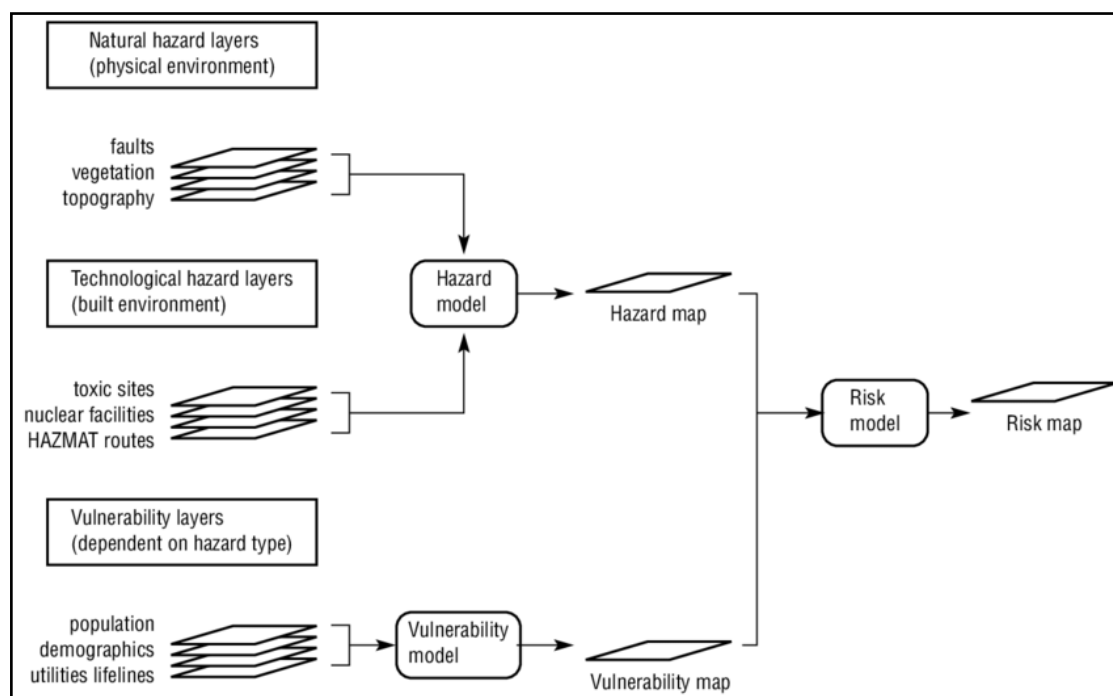 Natural hazard layers
(physical environment)
faults
vegetation
topography
Technological hazard layers
(built environment)
Hazard
model
Hazard map
toxic sites
nuclear facilities
HAZMAT routes
Risk
model
Risk map
Vulnerability layers
(dependent on hazard type)
population
demographics
utilities lifelines
Vulnerability
model
Vulnerability map